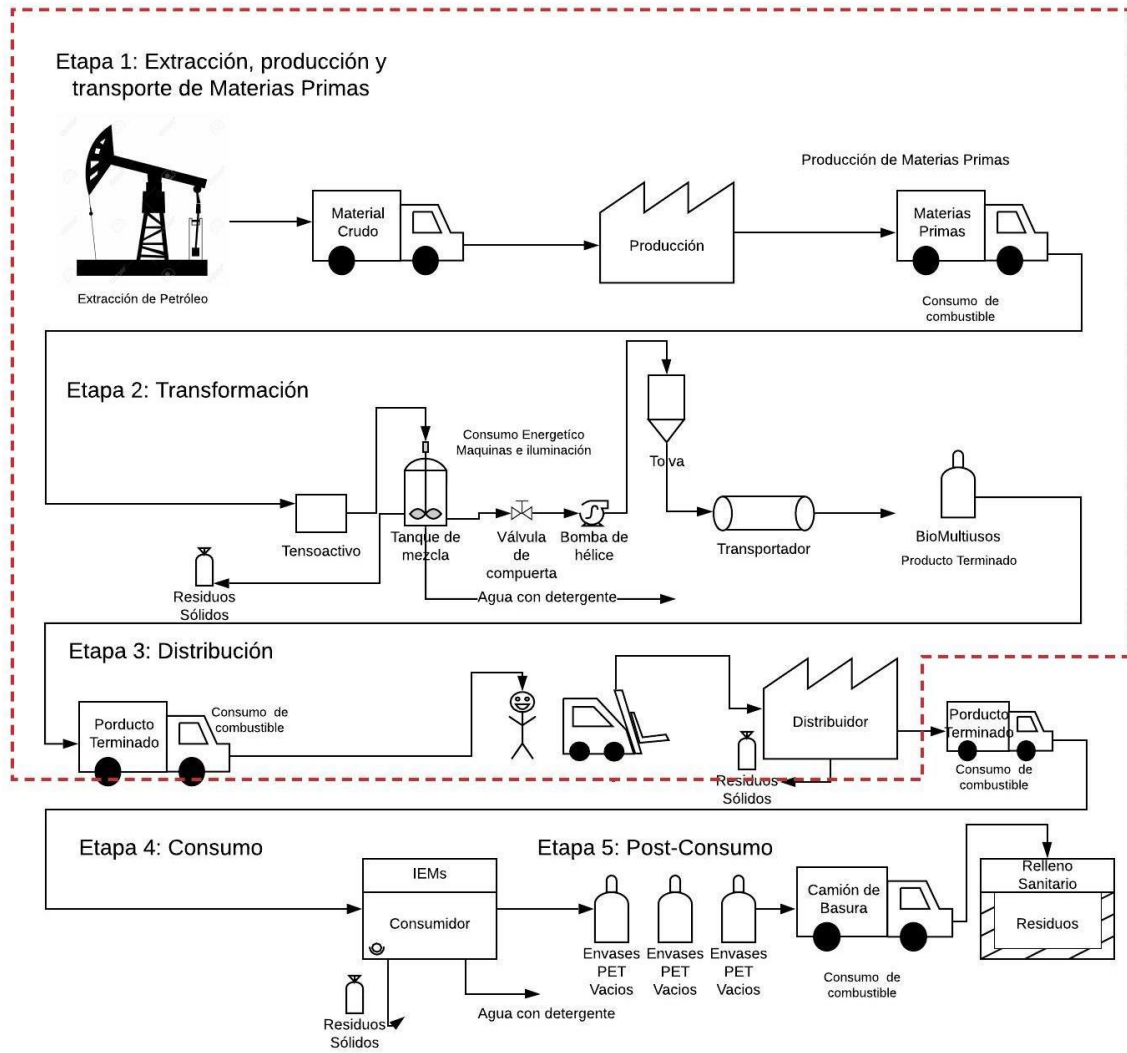 Etapa 1: Extracción, producción y
transporte de Materias Primas
Producción de Materias Primas
Material
Crudo
Producción
Materias
Primas
Extracción de Petróleo
Consumo de
combustible
Etapa 2: Transformación
Consumo Energetíco
Maquinas e iluminación
Tolva
Tensoactivo
Tanque de
mezcla
Válvula
de
compuerta
Bomba de
hélice
Transportador
BioMultiusos
Producto Terminado
Residuos
Sólidos
Agua con detergente
Etapa 3: Distribución
Porducto
Terminado
Consumo de
combustible
Distribuidor
Residuos
Sólidos
Porducto
Terminado
Consumo de
combustible
Etapa 4: Consumo
IEMs
Consumidor
Residuos
Sólidos
Agua con detergente
Etapa 5: Post-Consumo
Envases
PET
Vacios
Envases
PET
Vacios
Envases
PET
Vacios
Camión de
Basura
Consumo de
combustible
Relleno
Sanitario
Residuos